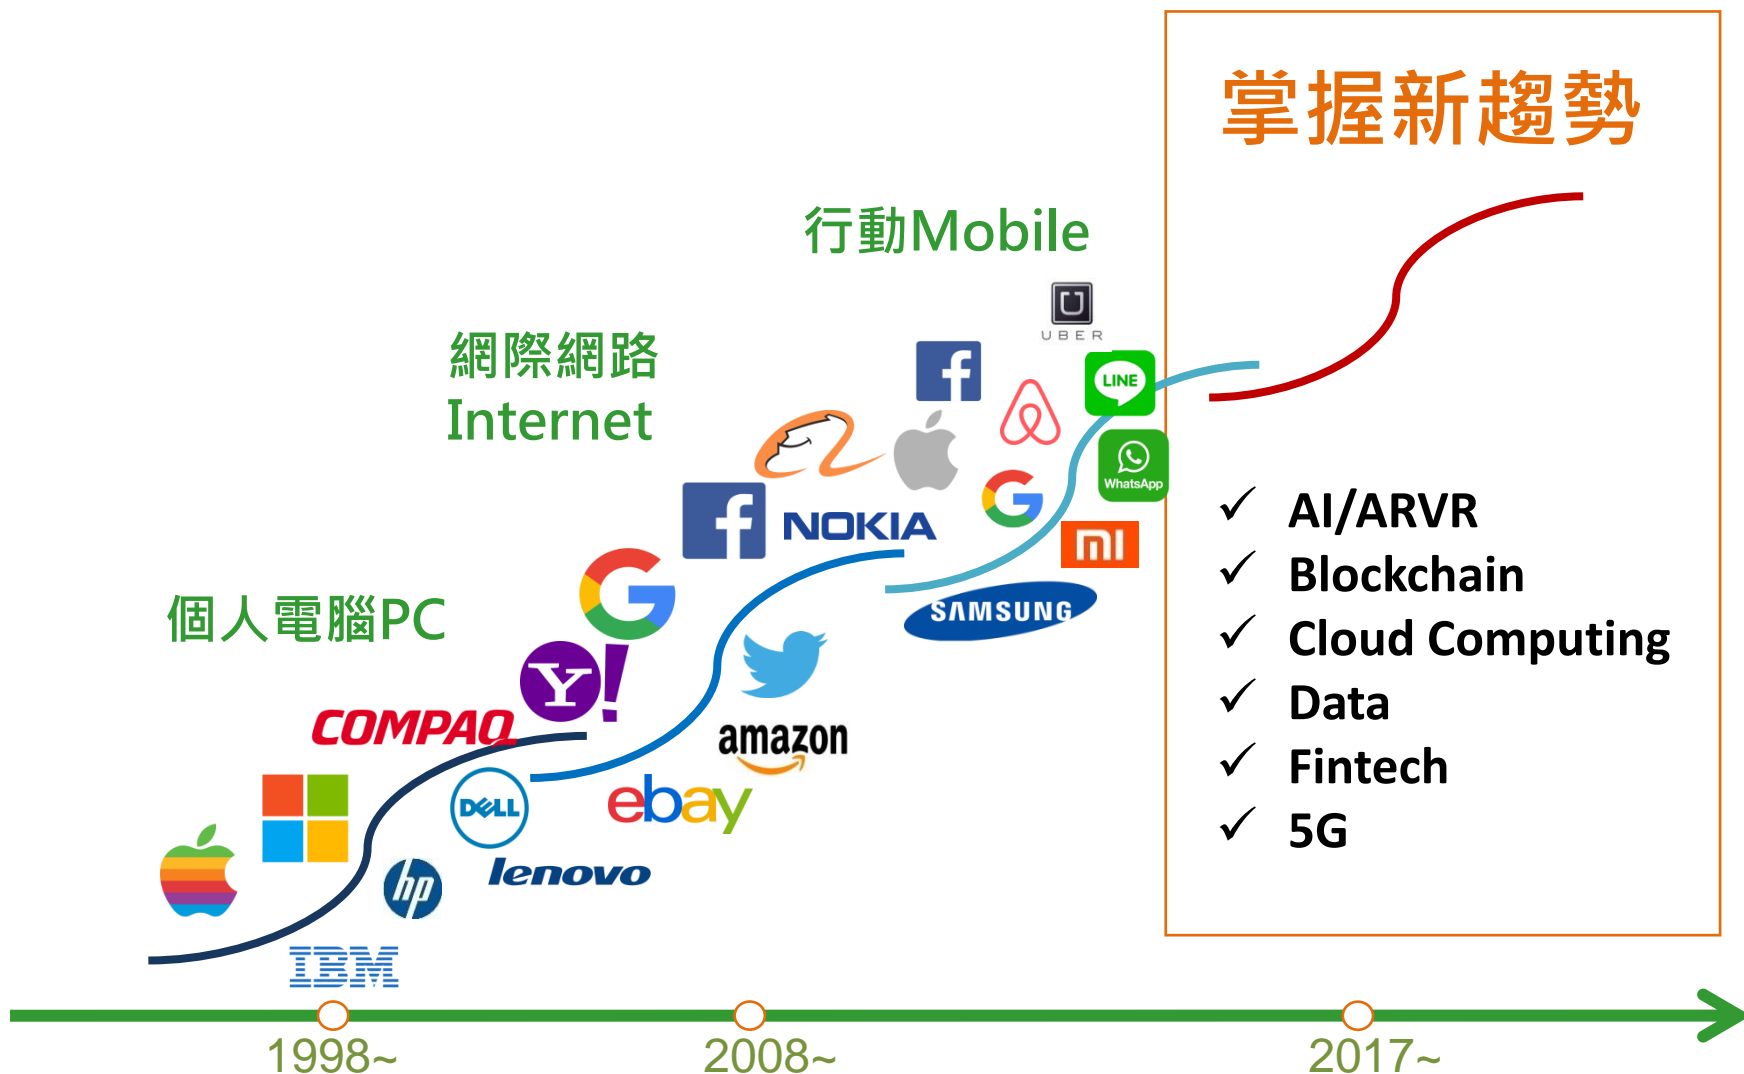 掌握新趨勢
行動Mobile
UBER
網際網路
Internet
LINE
WhatsApp
NOKIA
mi
SAMSUNG
個人電腦PC
Y!
COMPAQ
amazon
DELL
ebay
hp
lenovo
IBM
✓ AI/ARVR
✓ Blockchain
✓ Cloud Computing
✓ Data
✓ Fintech
✓ 5G
1998~
2008~
2017~